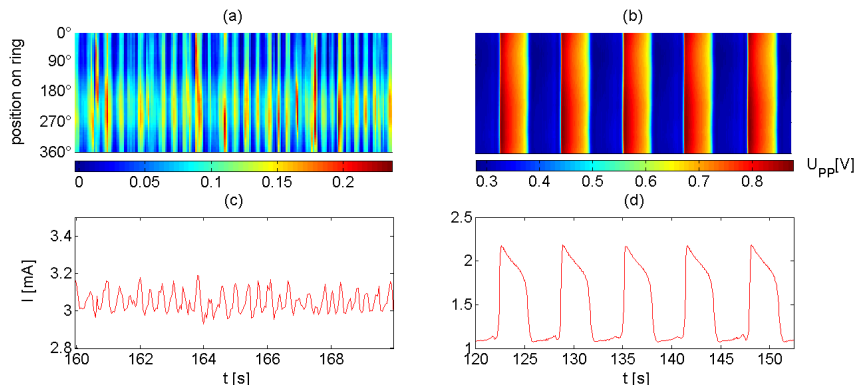 (a)
(b)
position on ring
0°
90°
180°
270°
360°
0 0.05 0.1 0.15 0.2
0.3 0.4 0.5 0.6 0.7 0.8 U_PP[V]
(c)
(d)
I [mA]
3.4
3.2
3
2.8
160 162 164 166 168
t [s]
2.5
2
1.5
1
120 125 130 135 140 145 150
t [s]